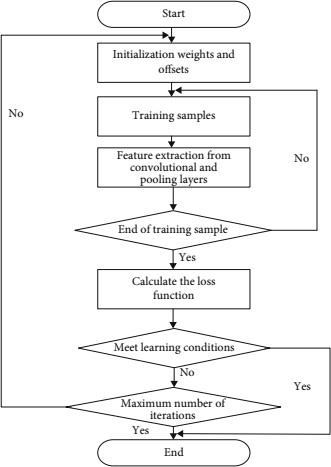 Start
Initialization weights and
offsets
No
Training samples
Feature extraction from
convolutional and
pooling layers
No
End of training sample
Yes
Calculate the loss
function
Meet learning conditions
No
Yes
Maximum number of
iterations
Yes
End